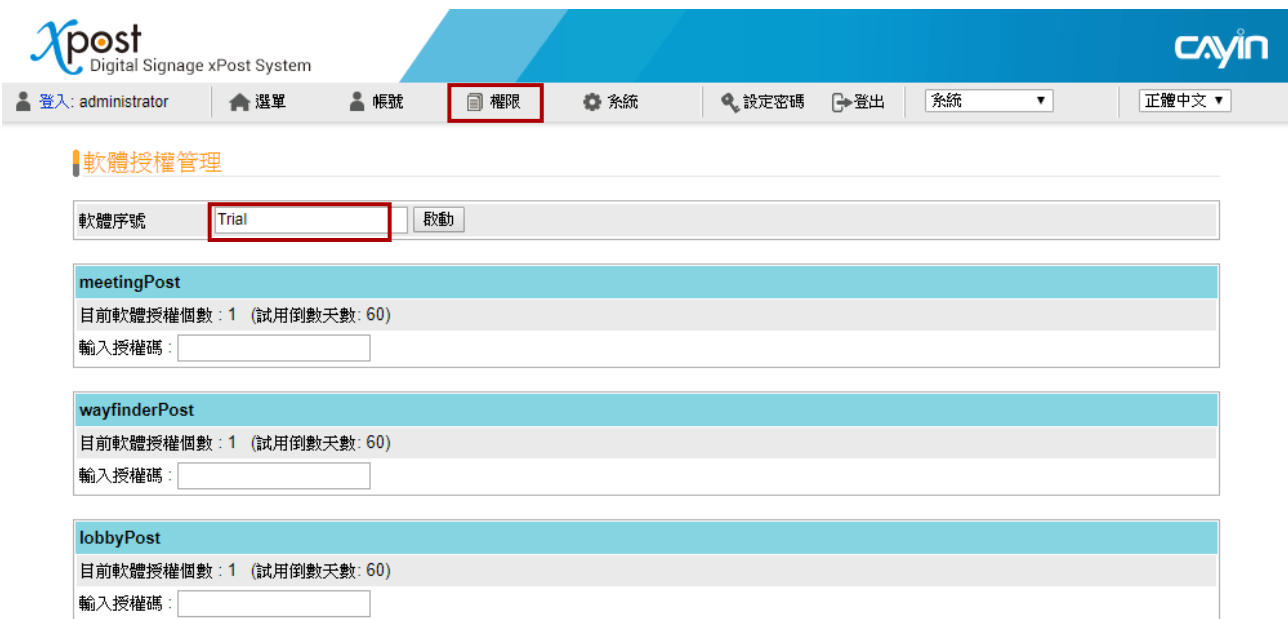 xpost
Digital Signage xPost System
CAYIN
登入: administrator 選單 帳號 權限 系統 設定密碼 登出 系統 ▼ 正體中文 ▼
軟體授權管理
軟體序號 Trial 啟動
meetingPost
目前軟體授權個數 : 1 (試用倒數天數: 60)
輸入授權碼 :
wayfinderPost
目前軟體授權個數 : 1 (試用倒數天數: 60)
輸入授權碼 :
lobbyPost
目前軟體授權個數 : 1 (試用倒數天數: 60)
輸入授權碼 :